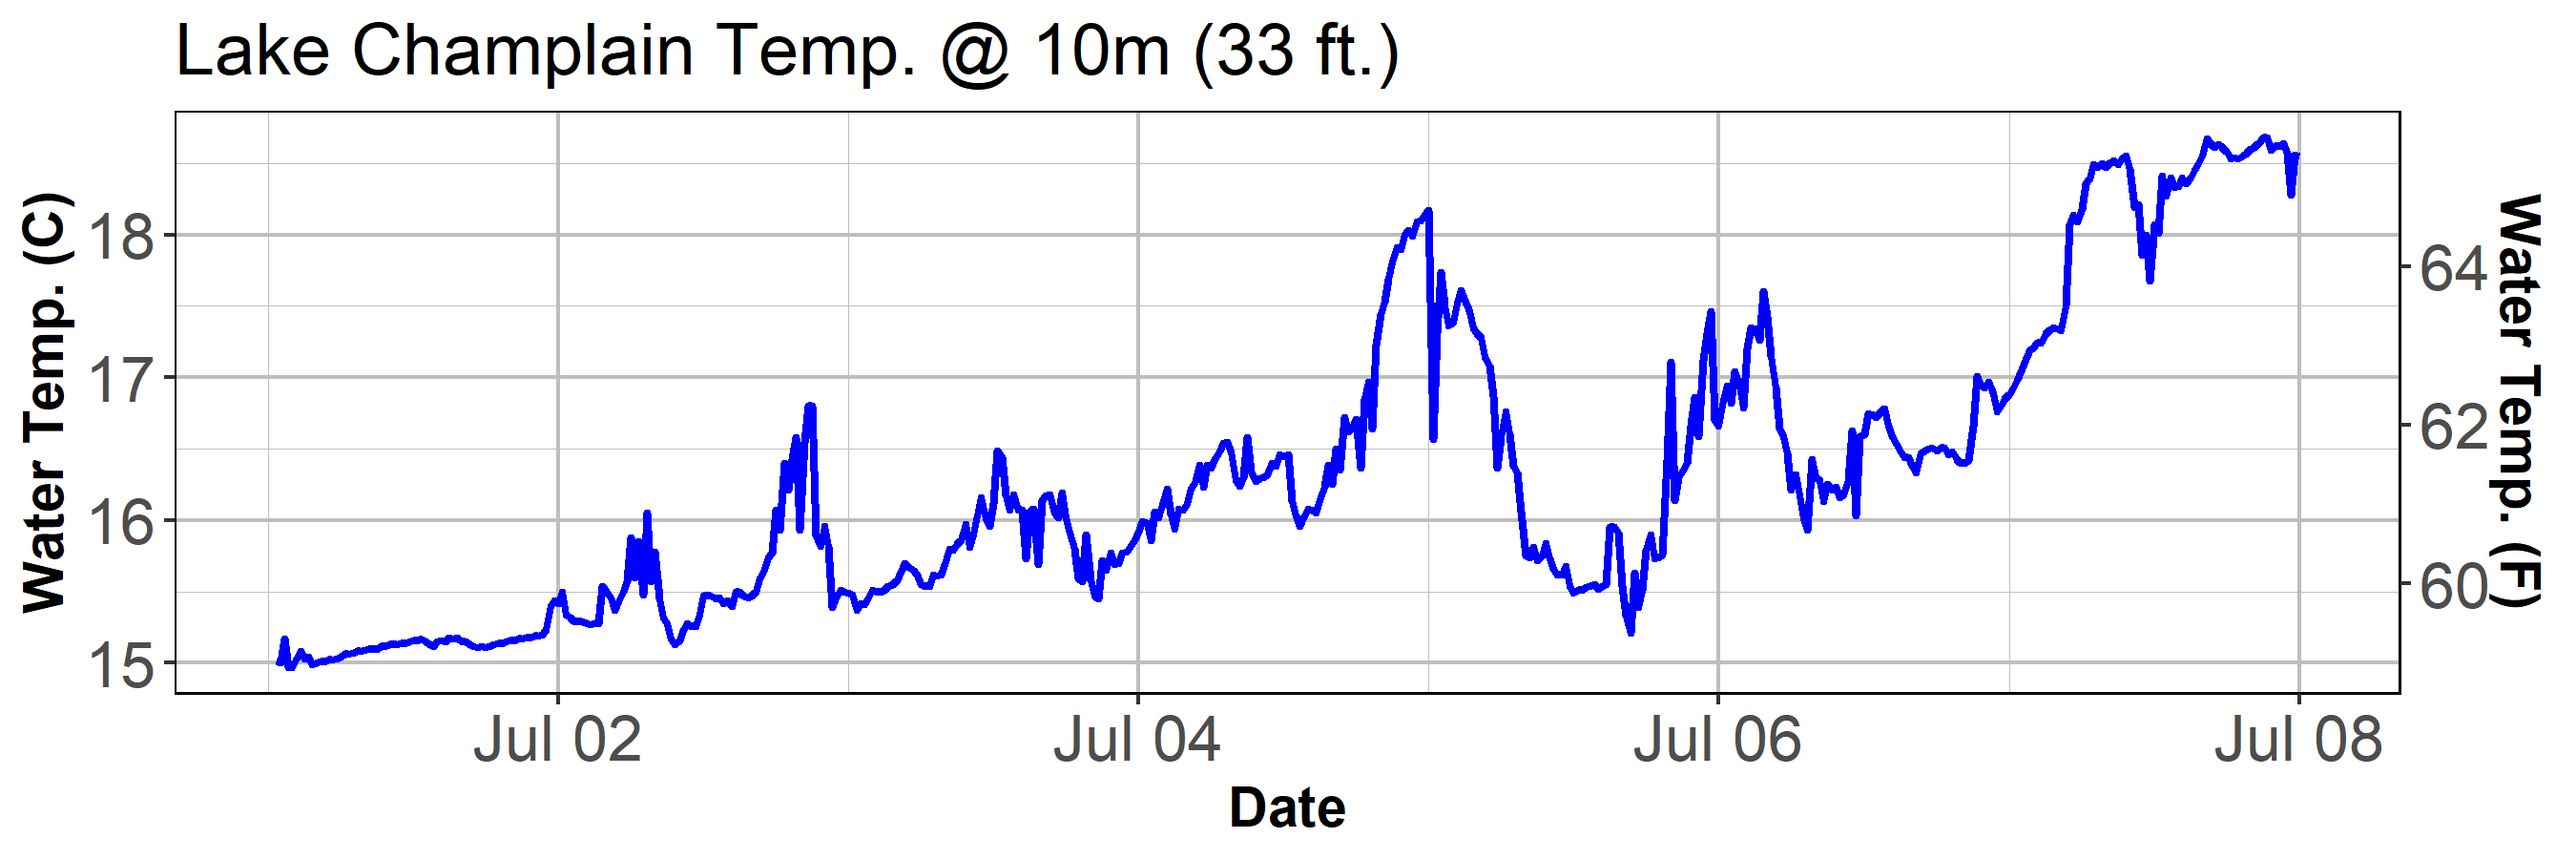 Lake Champlain Temp. @ 10m (33 ft.)
Water Temp. (C)
18
17
16
15
64
62
60
Water Temp. (F)
Jul 02
Jul 04
Jul 06
Jul 08
Date